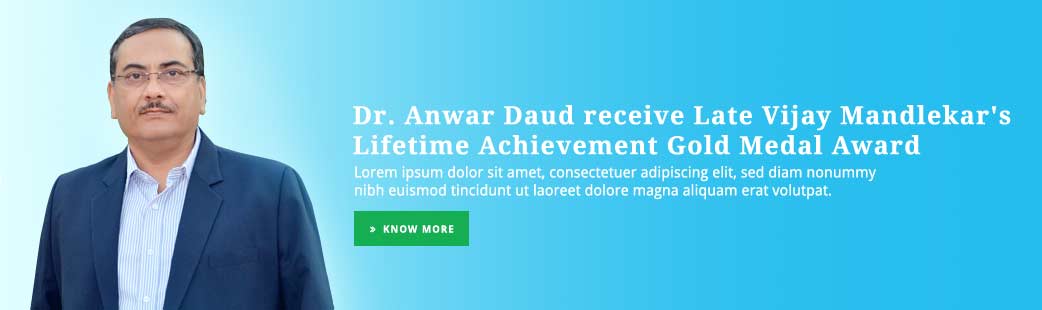 Dr. Anwar Daud receive Late Vijay Mandlekar's
Lifetime Achievement Gold Medal Award
Lorem ipsum dolor sit amet, consectetuer adipiscing elit, sed diam nonummy
nibh euismod tincidunt ut laoreet dolore magna aliquam erat volutpat.
» KNOW MORE